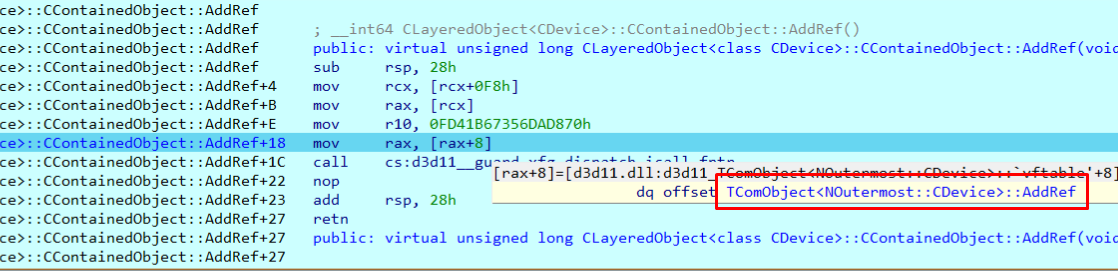 ce>::CContainedObject::AddRef
ce>::CContainedObject::AddRef ; __int64 CLayeredObject<CDevice>::CContainedObject::AddRef()
ce>::CContainedObject::AddRef public: virtual unsigned long CLayeredObject<class CDevice>::CContainedObject::AddRef(void
ce>::CContainedObject::AddRef sub rsp, 28h
ce>::CContainedObject::AddRef+4 mov rcx, [rcx+0F8h]
ce>::CContainedObject::AddRef+B mov rax, [rcx]
ce>::CContainedObject::AddRef+E mov r10, 0FD41B67356DAD870h
ce>::CContainedObject::AddRef+18 mov rax, [rax+8]
ce>::CContainedObject::AddRef+1C call cs:d3d11__guard_xfg_dispatch_icall_fptr
[rax+8]=[d3d11.dll:d3d11_TComObject<NOutermost::CDevice>::`vftable'+8]
ce>::CContainedObject::AddRef+22 nop
dq offset TComObject<NOutermost::CDevice>::AddRef
ce>::CContainedObject::AddRef+23 add rsp, 28h
ce>::CContainedObject::AddRef+27 retn
ce>::CContainedObject::AddRef+27 public: virtual unsigned long CLayeredObject<class CDevice>::CContainedObject::AddRef(vo
ce>::CContainedObject::AddRef+27